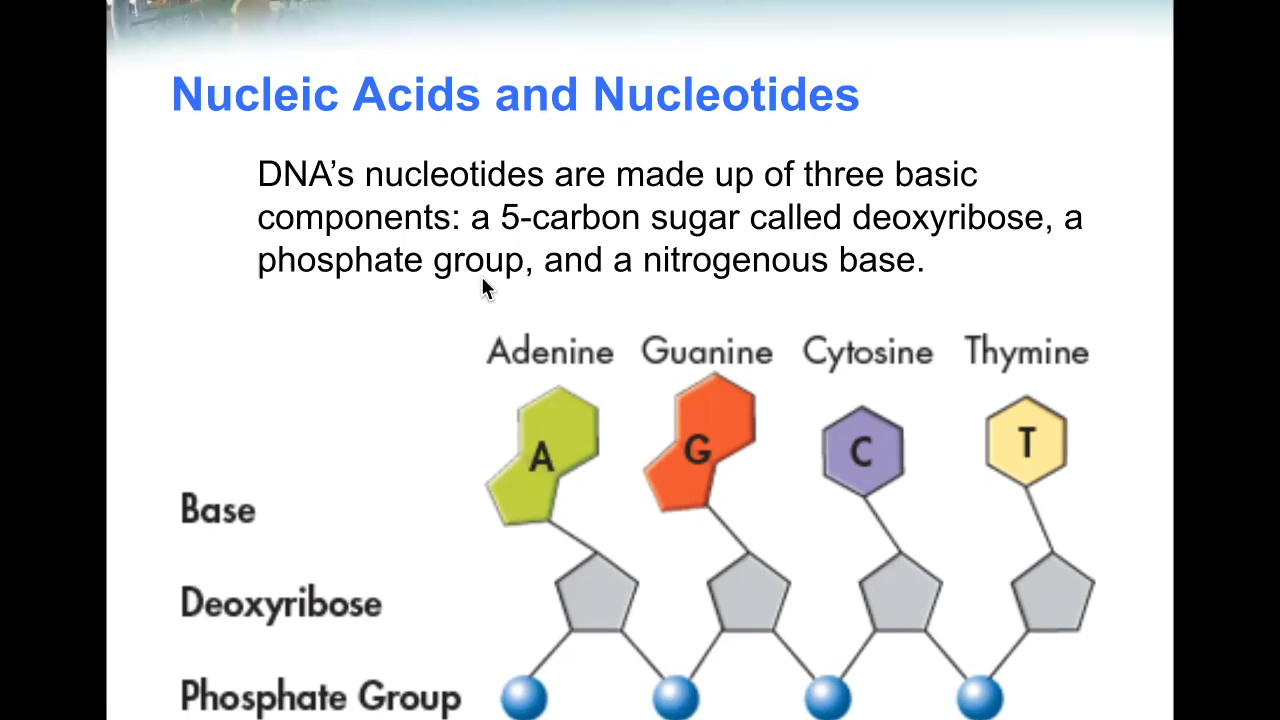 Nucleic Acids and Nucleotides
DNA’s nucleotides are made up of three basic
components: a 5-carbon sugar called deoxyribose, a
phosphate group, and a nitrogenous base.
Adenine Guanine Cytosine Thymine
A G C T
Base
Deoxyribose
Phosphate Group